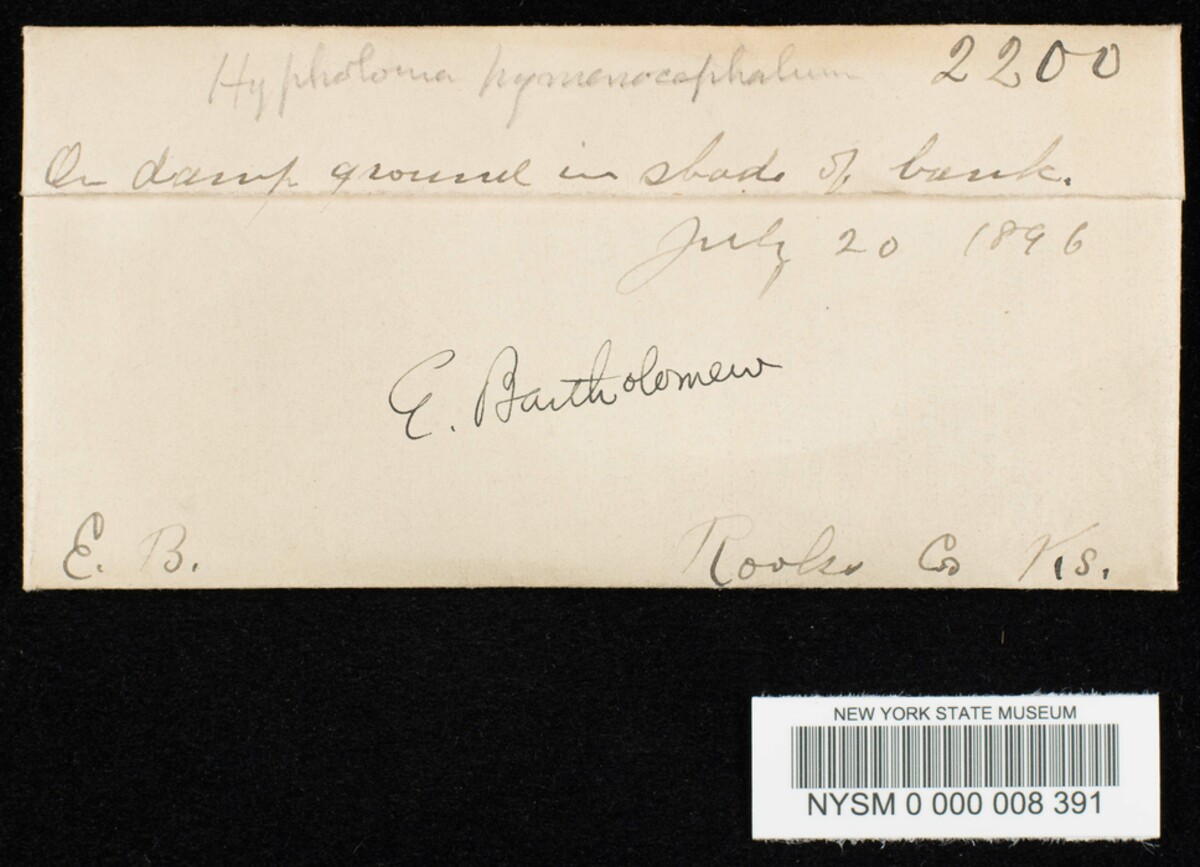 Hypholoma hymenocephalum 2200
On damp ground in shade of bank.
July 20 1896
E. Bartholomew
E. B. Rooks Co Ks.
NEW YORK STATE MUSEUM
NYSM 0 000 008 391